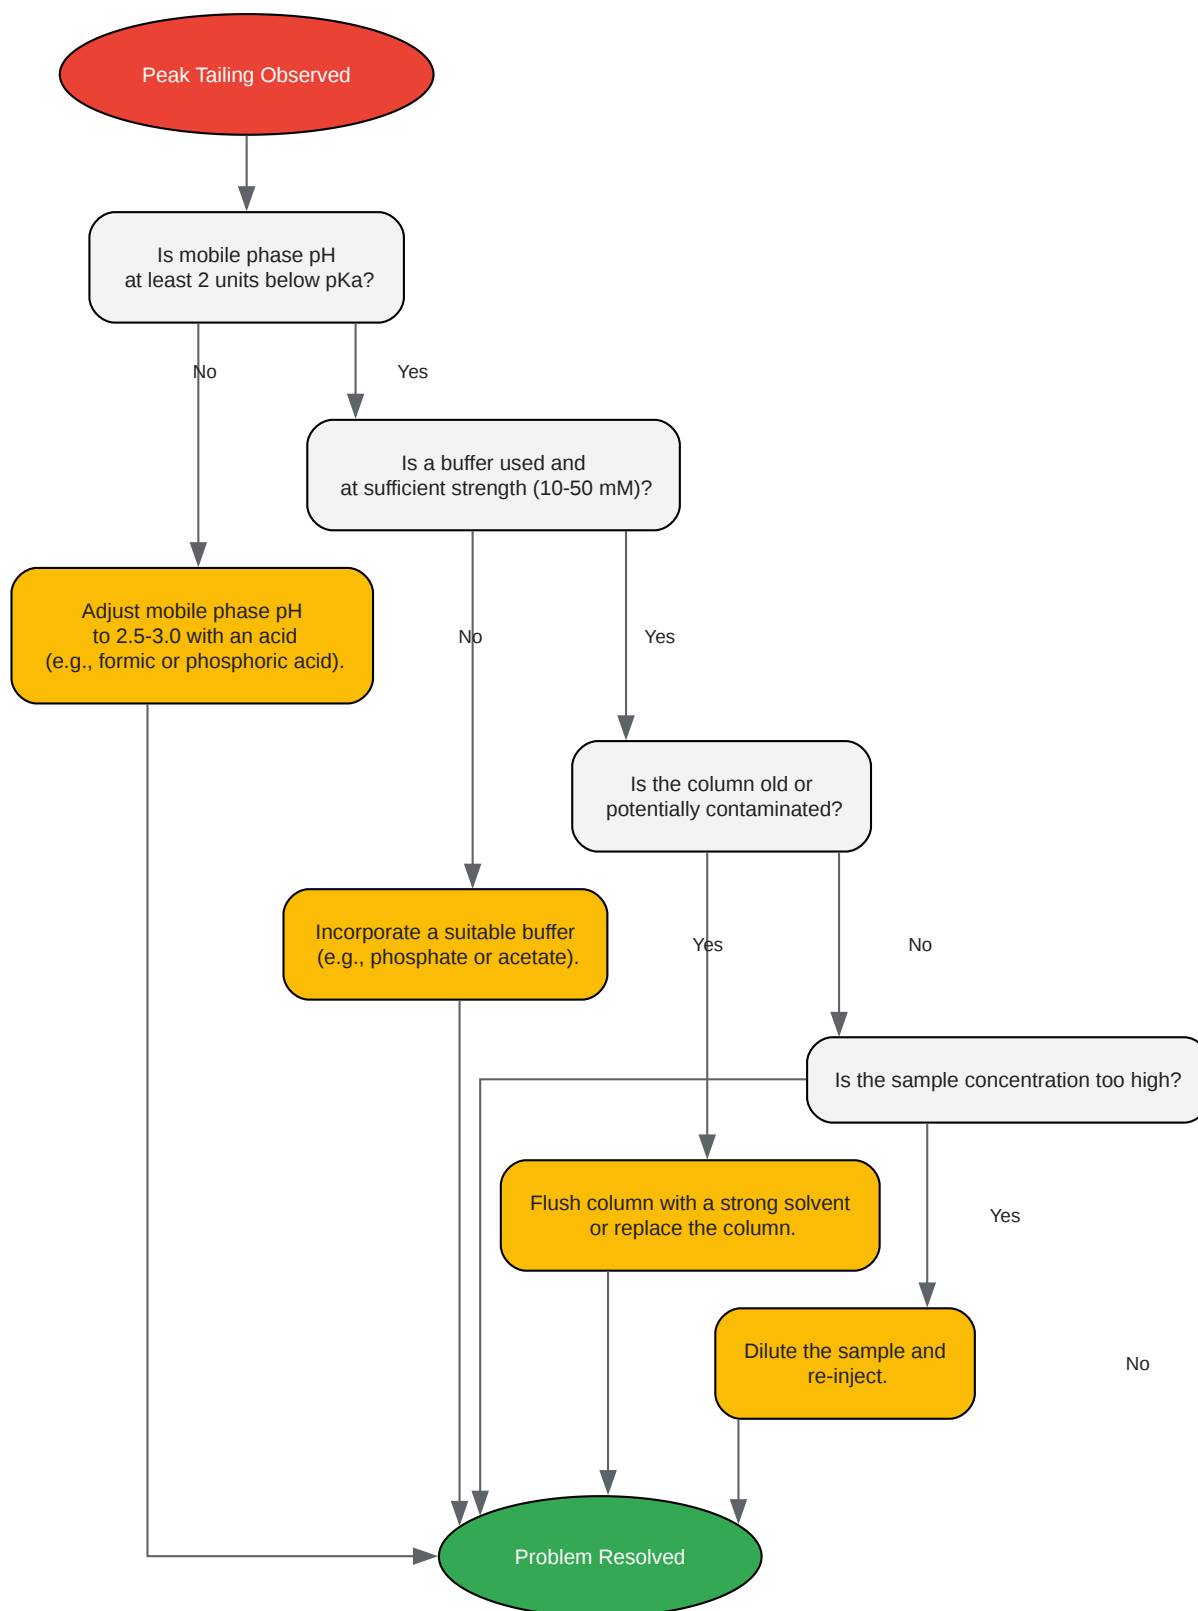 Peak Tailing Observed
Is mobile phase pH
at least 2 units below pKa?
No
Yes
Is a buffer used and
at sufficient strength (10-50 mM)?
Adjust mobile phase pH
to 2.5-3.0 with an acid
(e.g., formic or phosphoric acid).
No
Yes
Is the column old or
potentially contaminated?
Incorporate a suitable buffer
(e.g., phosphate or acetate).
Yes
No
Is the sample concentration too high?
Flush column with a strong solvent
or replace the column.
Yes
Dilute the sample and
re-inject.
No
Problem Resolved